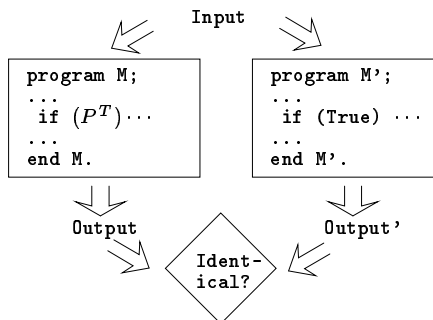 Input
program M;
...
if (P^T) ...
...
end M.
program M';
...
if (True) ...
...
end M'.
Output
Output'
Ident-
ical?